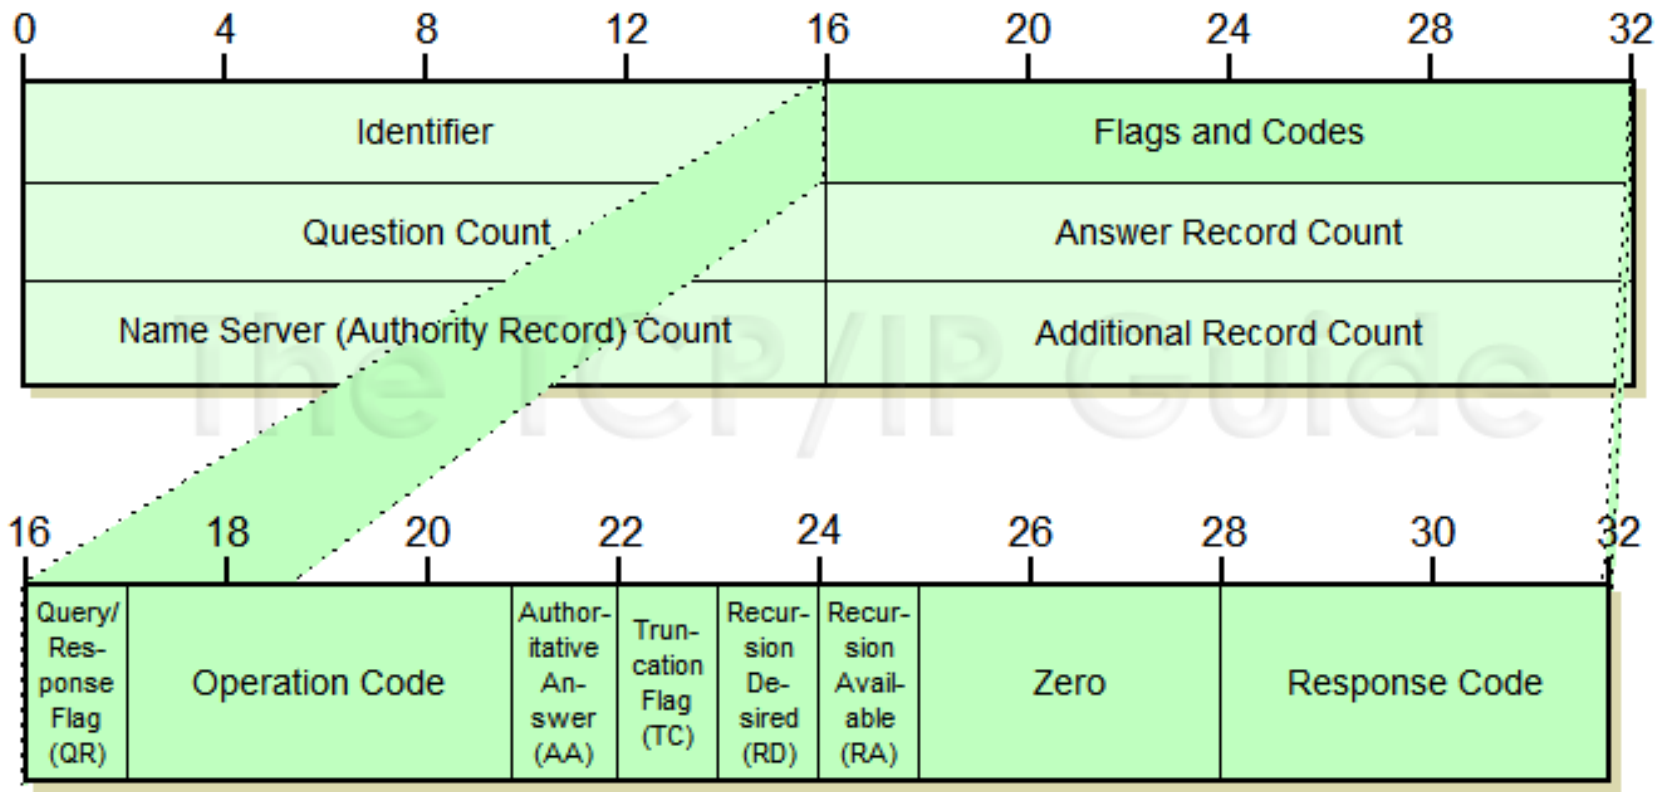 0 4 8 12 16 20 24 28 32
Identifier
Flags and Codes
Question Count
Answer Record Count
Name Server (Authority Record) Count
Additional Record Count
The TCP/IP Guide
16 18 20 22 24 26 28 30 32
Query/
Res-
ponse
Flag
(QR)
Operation Code
Author-
itative
An-
swer
(AA)
Trun-
cation
Flag
(TC)
Recur-
sion
De-
sired
(RD)
Recur-
sion
Avail-
able
(RA)
Zero
Response Code